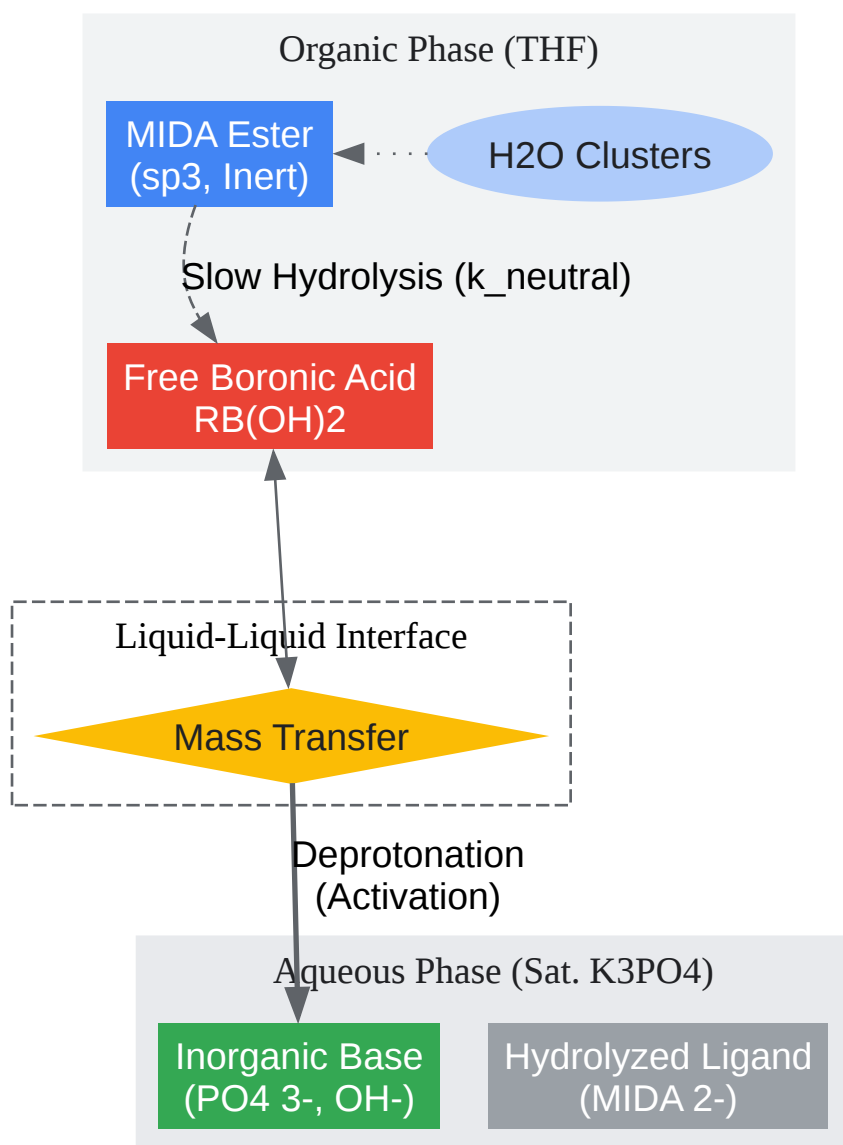 Organic Phase (THF)
MIDA Ester
(sp3, Inert)
H2O Clusters
Slow Hydrolysis (k_neutral)
Free Boronic Acid
RB(OH)2
Liquid-Liquid Interface
Mass Transfer
Deprotonation
(Activation)
Aqueous Phase (Sat. K3PO4)
Inorganic Base
(PO4 3-, OH-)
Hydrolyzed Ligand
(MIDA 2-)